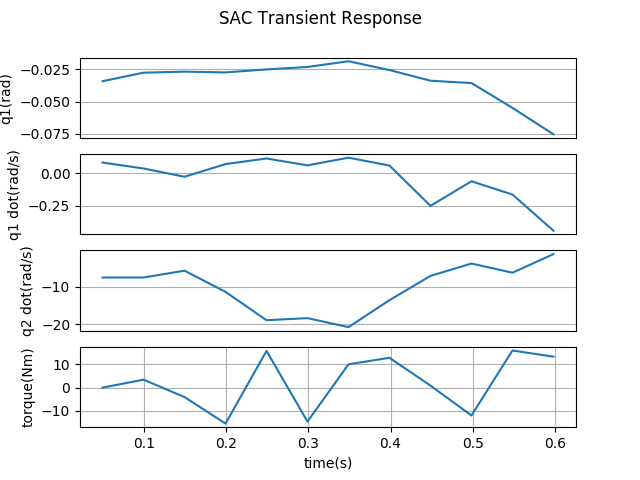 SAC Transient Response
q1(rad)
−0.025
−0.050
−0.075
q1 dot(rad/s)
0.00
−0.25
q2 dot(rad/s)
−10
−20
torque(Nm)
10
0
−10
0.1 0.2 0.3 0.4 0.5 0.6
time(s)